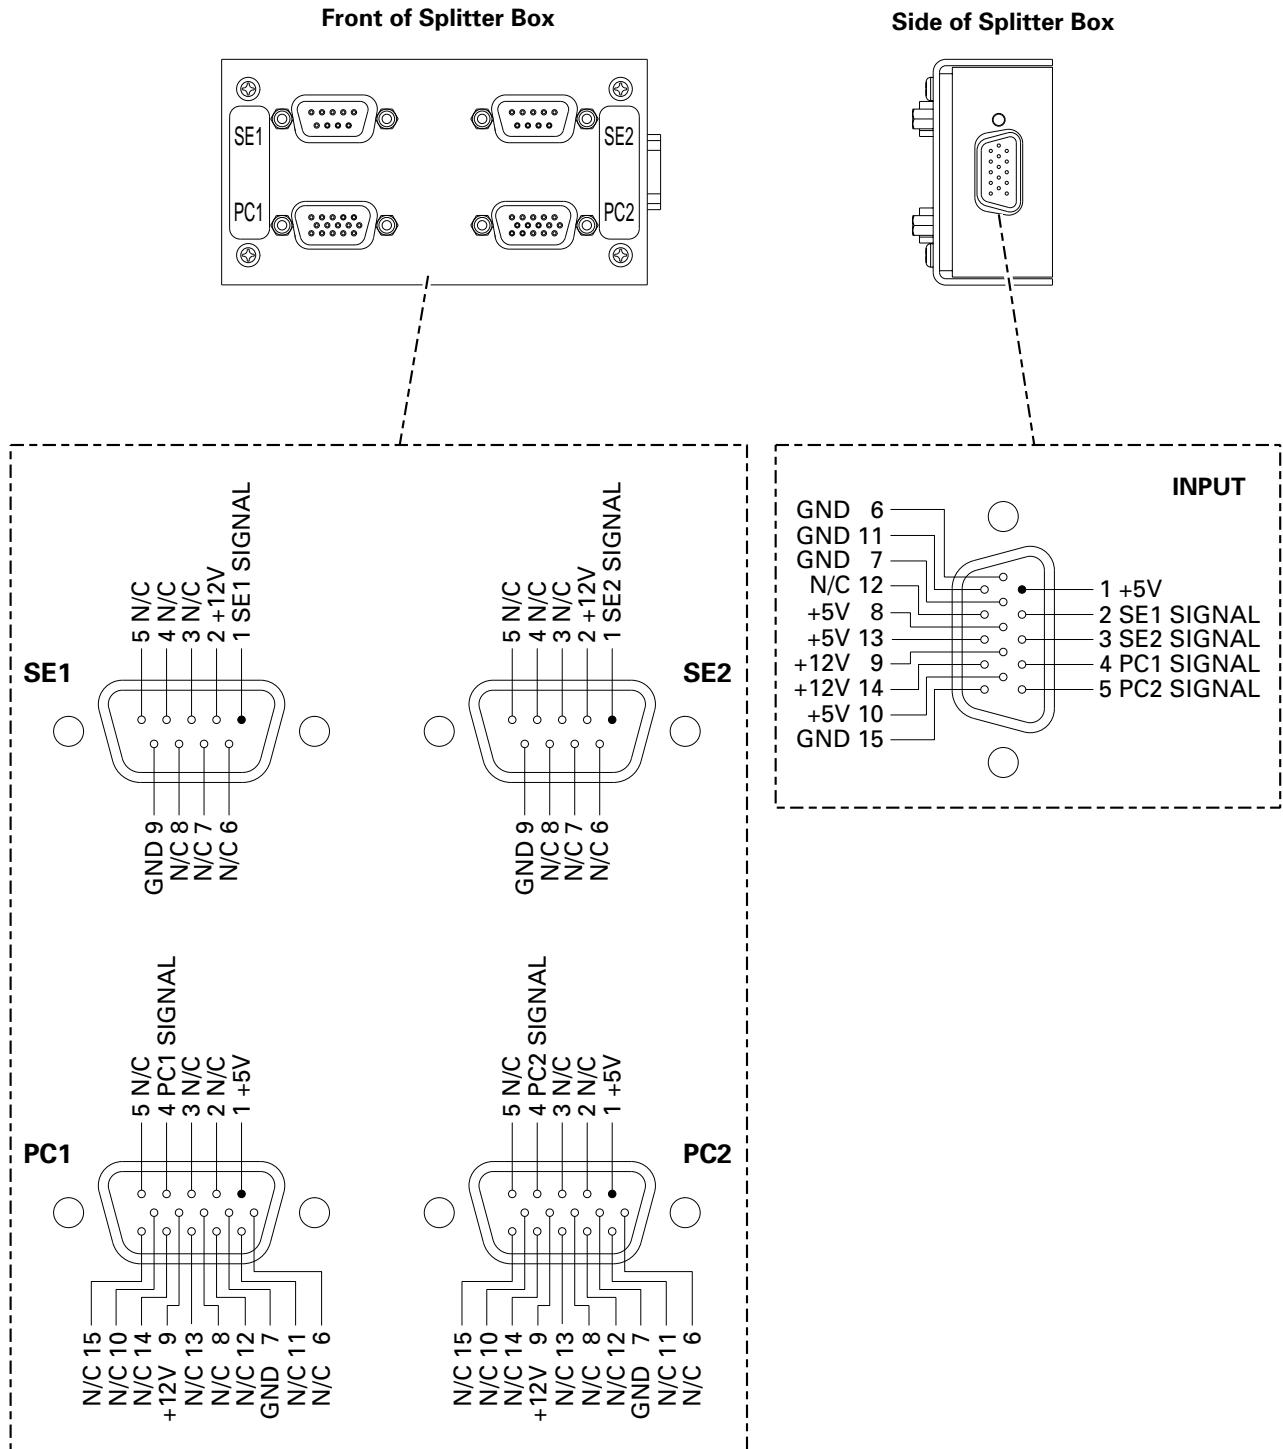 Front of Splitter Box
Side of Splitter Box
SE1
SE2
PC1
PC2
INPUT
GND 6
GND 11
GND 7
N/C 12
+5V 8
+5V 13
+12V 9
+12V 14
+5V 10
GND 15
1 +5V
2 SE1 SIGNAL
3 SE2 SIGNAL
4 PC1 SIGNAL
5 PC2 SIGNAL
SE1
5 N/C
4 N/C
3 N/C
2 +12V
1 SE1 SIGNAL
GND 9
N/C 8
N/C 7
N/C 6
SE2
5 N/C
4 N/C
3 N/C
2 +12V
1 SE2 SIGNAL
GND 9
N/C 8
N/C 7
N/C 6
PC1
5 N/C
4 PC1 SIGNAL
3 N/C
2 N/C
1 +5V
N/C 15
N/C 10
N/C 14
+12V 9
N/C 13
N/C 8
N/C 12
GND 7
N/C 11
N/C 6
PC2
5 N/C
4 PC2 SIGNAL
3 N/C
2 N/C
1 +5V
N/C 15
N/C 10
N/C 14
+12V 9
N/C 13
N/C 8
N/C 12
GND 7
N/C 11
N/C 6